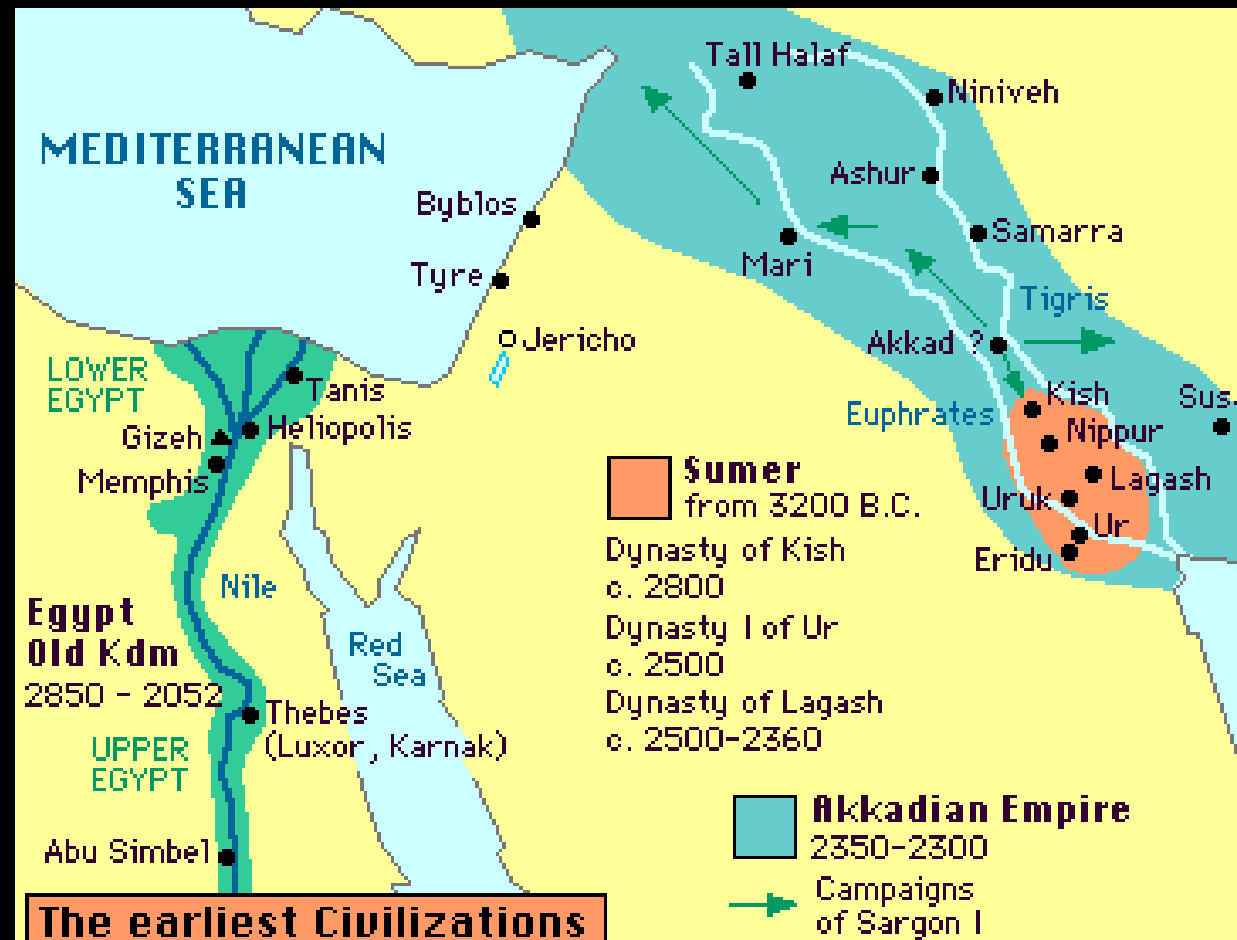 Tall Halaf
Niniveh
MEDITERRANEAN
SEA
Ashur
Byblos
Samarra
Mari
Tyre
Tigris
Jericho
Akkad ?
LOWER
EGYPT
Tanis
Kish
Sus.
Euphrates
Gizeh
Heliopolis
Nippur
Memphis
Lagash
Uruk
Ur
Eridu
Sumer
from 3200 B.C.
Dynasty of Kish
c. 2800
Dynasty I of Ur
c. 2500
Dynasty of Lagash
c. 2500-2360
Nile
Egypt
Old Kdm
2850 - 2052
Red
Sea
Thebes
(Luxor, Karnak)
UPPER
EGYPT
Abu Simbel
Akkadian Empire
2350-2300
Campaigns
of Sargon I
The earliest Civilizations